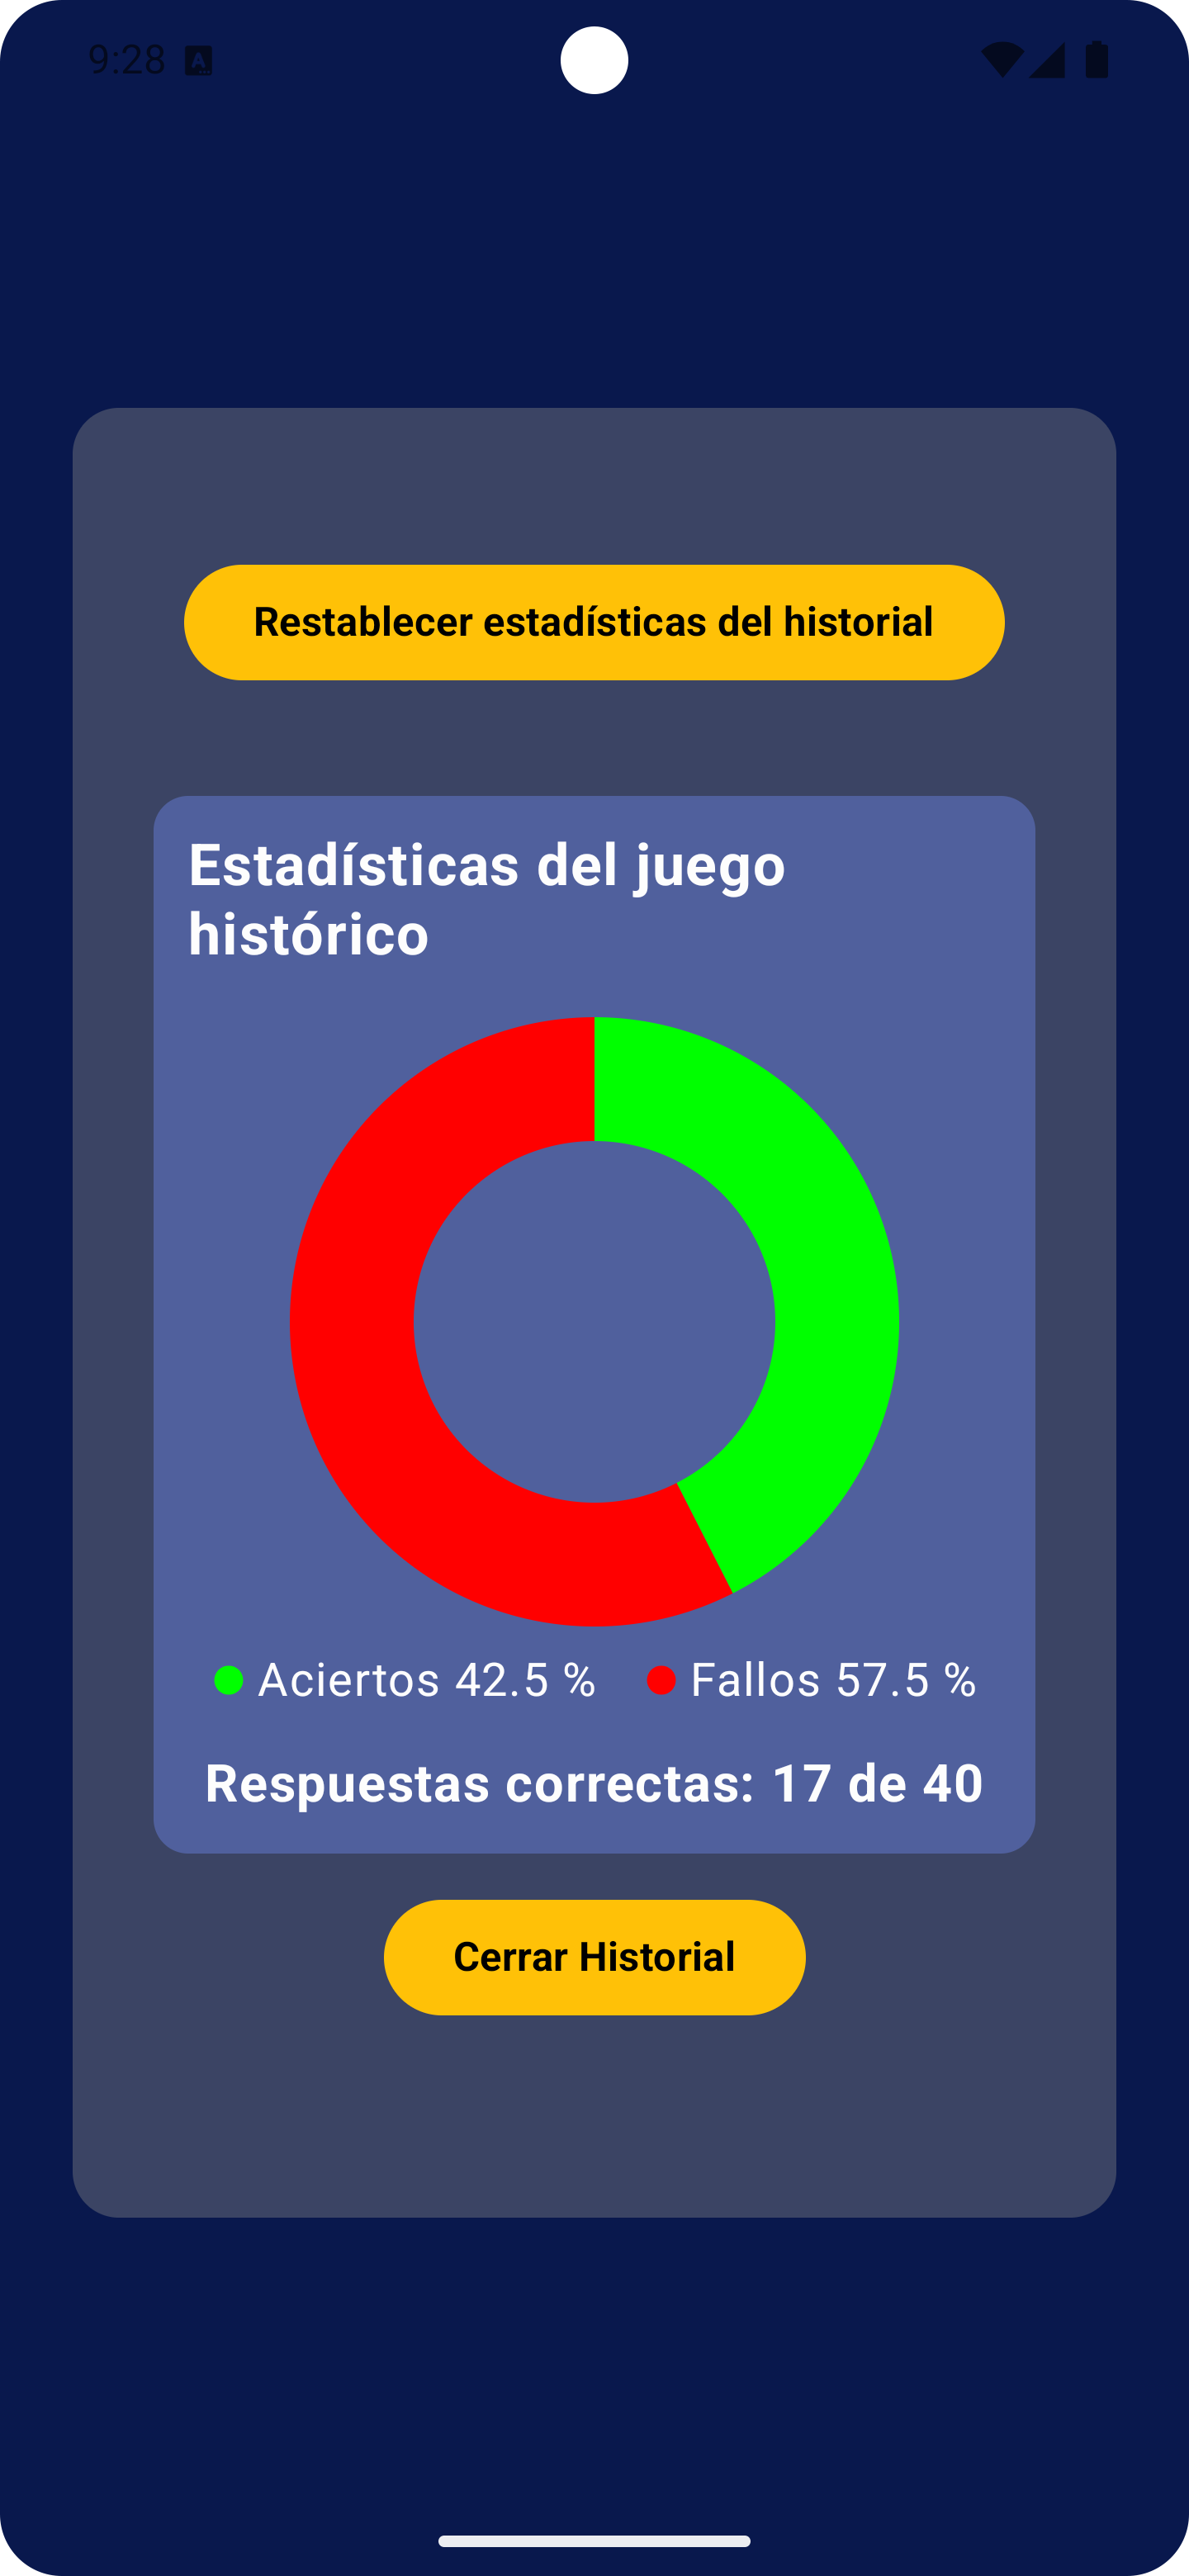 9:28
Restablecer estadísticas del historial
Estadísticas del juego
histórico
Aciertos 42.5 % Fallos 57.5 %
Respuestas correctas: 17 de 40
Cerrar Historial